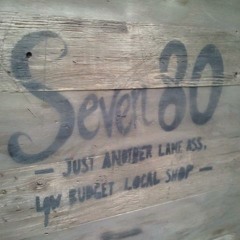 Seven80
— JUST ANOTHER LAME ASS,
LOW BUDGET LOCAL SHOP —